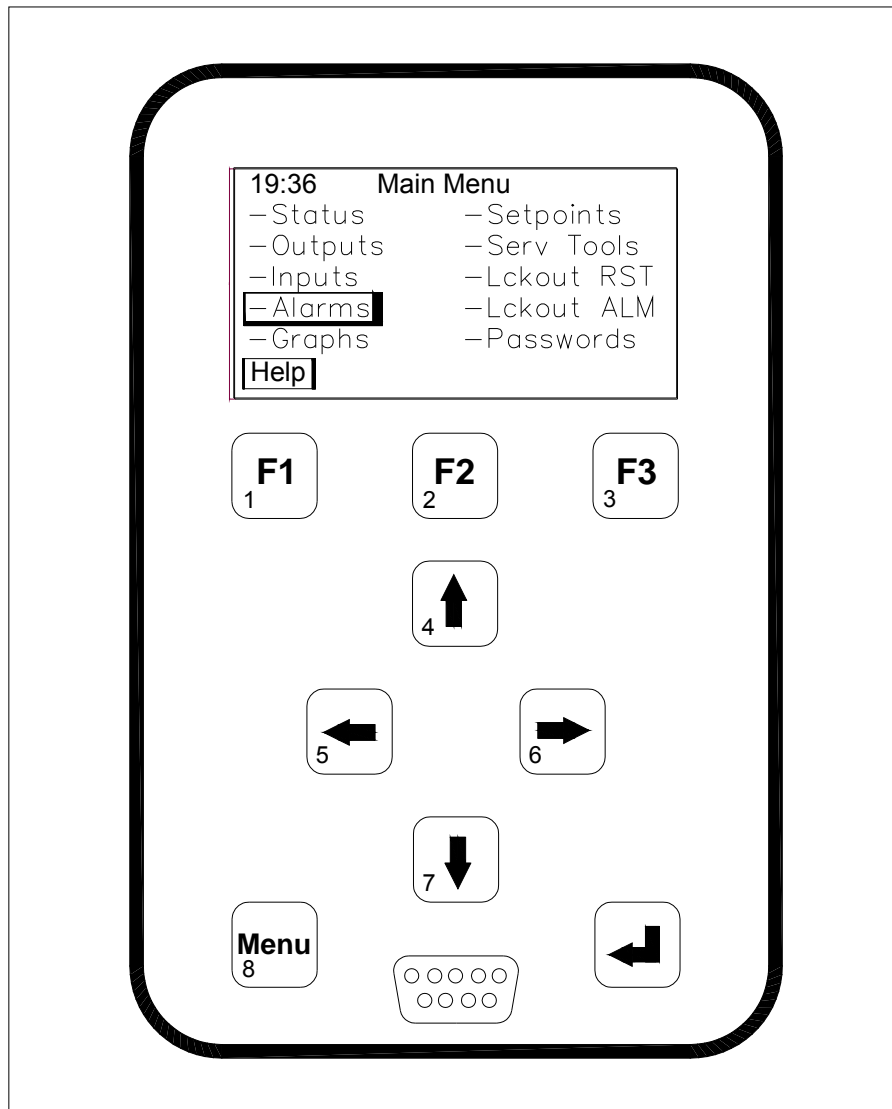 19:36 Main Menu
-Status -Setpoints
-Outputs -Serv Tools
-Inputs -Lckout RST
-Alarms -Lckout ALM
-Graphs -Passwords
Help
F1 F2 F3
1 2 3
4
5 6
7
Menu
8